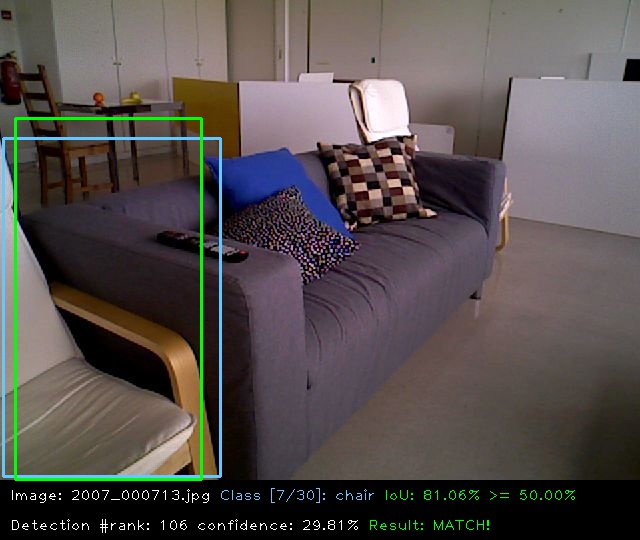 Image: 2007_000713.jpg Class [7/30]: chair IoU: 81.06% >= 50.00%
Detection #rank: 106 confidence: 29.81% Result: MATCH!